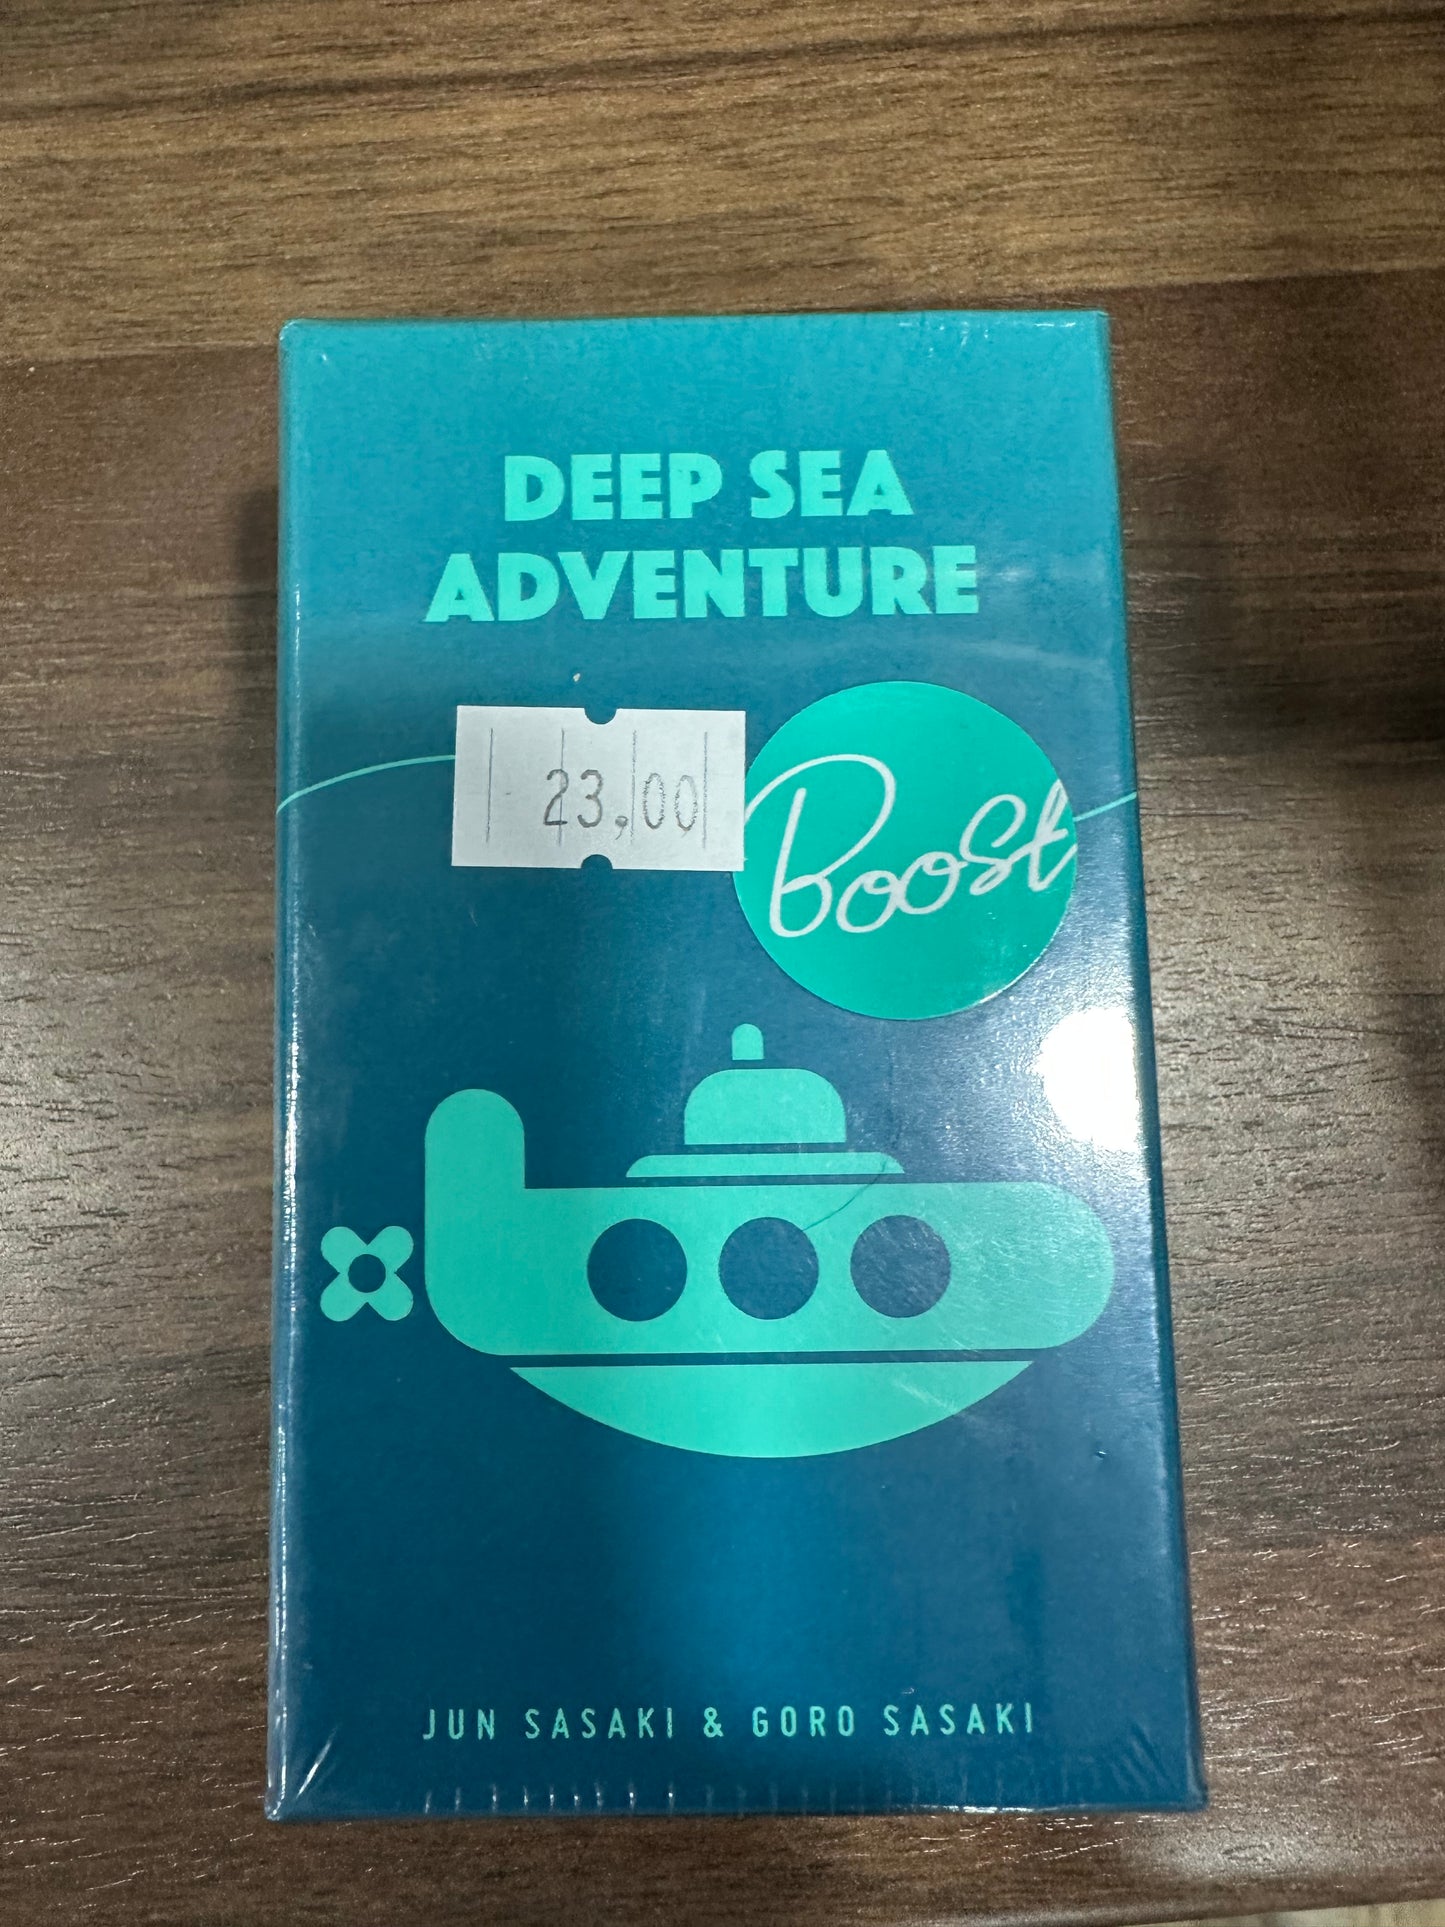 DEEP SEA
ADVENTURE
23,00
Boost
JUN SASAKI & GORO SASAKI